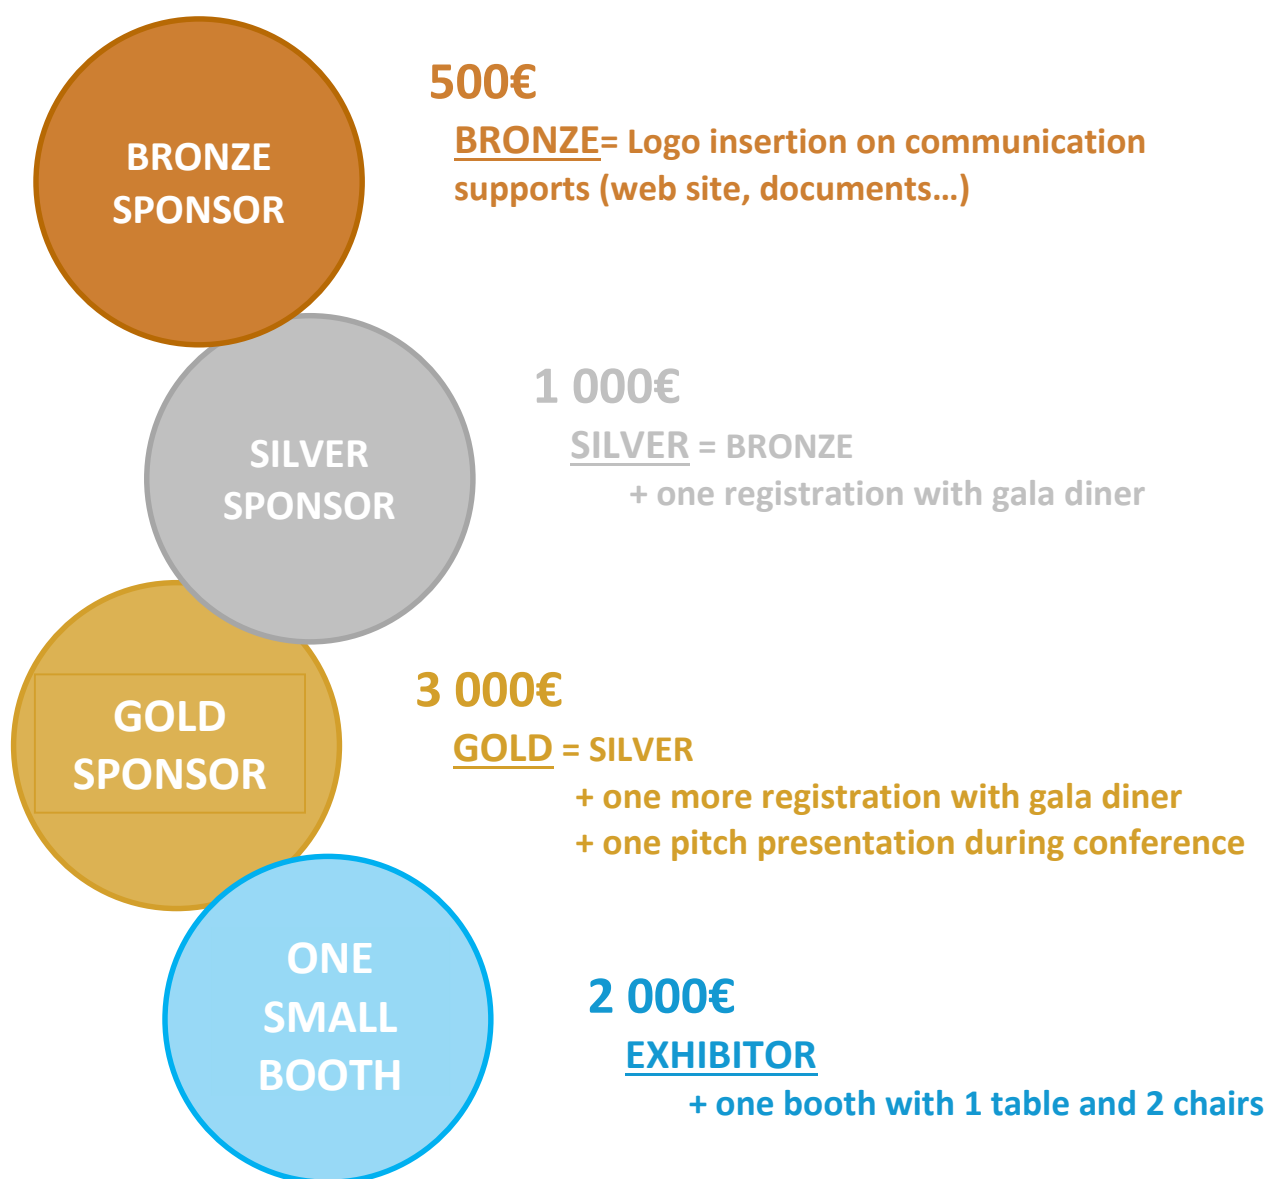 BRONZE
SPONSOR
500€
BRONZE= Logo insertion on communication
supports (web site, documents…)
SILVER
SPONSOR
1 000€
SILVER = BRONZE
+ one registration with gala diner
GOLD
SPONSOR
3 000€
GOLD = SILVER
+ one more registration with gala diner
+ one pitch presentation during conference
ONE
SMALL
BOOTH
2 000€
EXHIBITOR
+ one booth with 1 table and 2 chairs